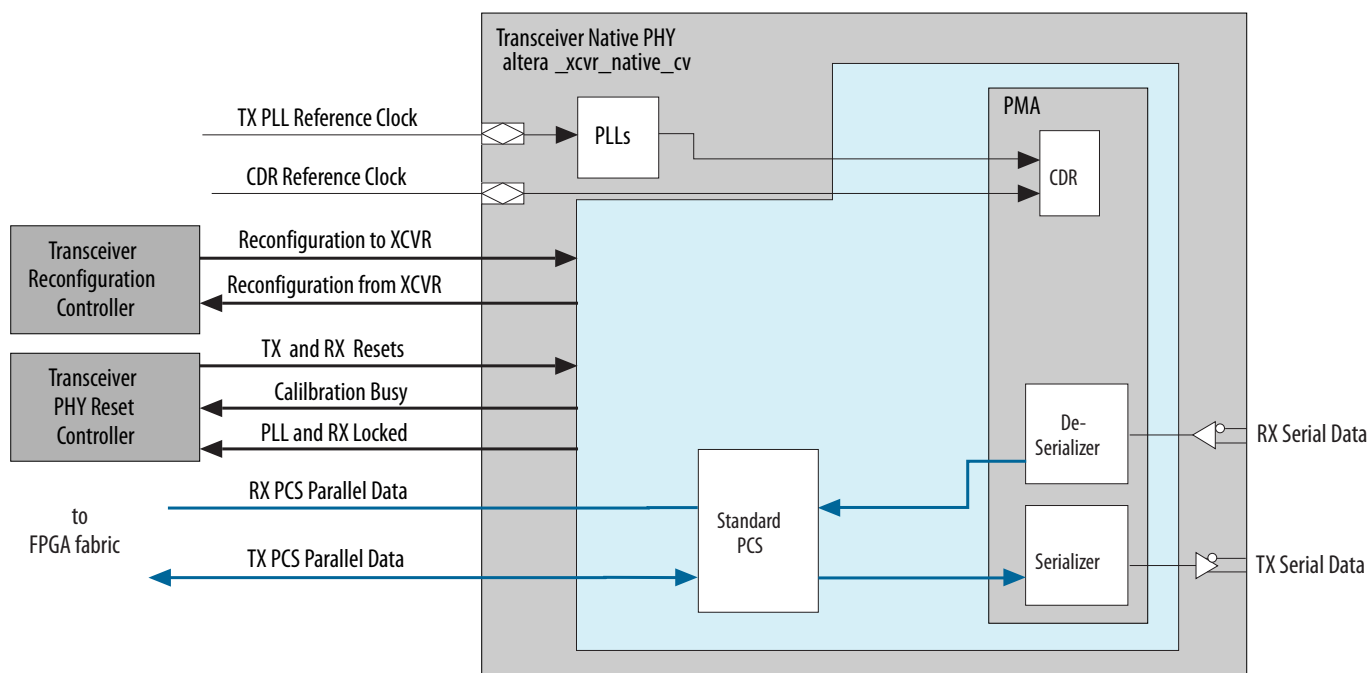 Transceiver Native PHY
altera _xcvr_native_cv
PMA
TX PLL Reference Clock
PLLs
CDR
CDR Reference Clock
Transceiver
Reconfiguration
Controller
Reconfiguration to XCVR
Reconfiguration from XCVR
Transceiver
PHY Reset
Controller
TX and RX Resets
Calilbration Busy
PLL and RX Locked
De-
Serializer
RX Serial Data
RX PCS Parallel Data
to
FPGA fabric
Standard
PCS
TX PCS Parallel Data
Serializer
TX Serial Data